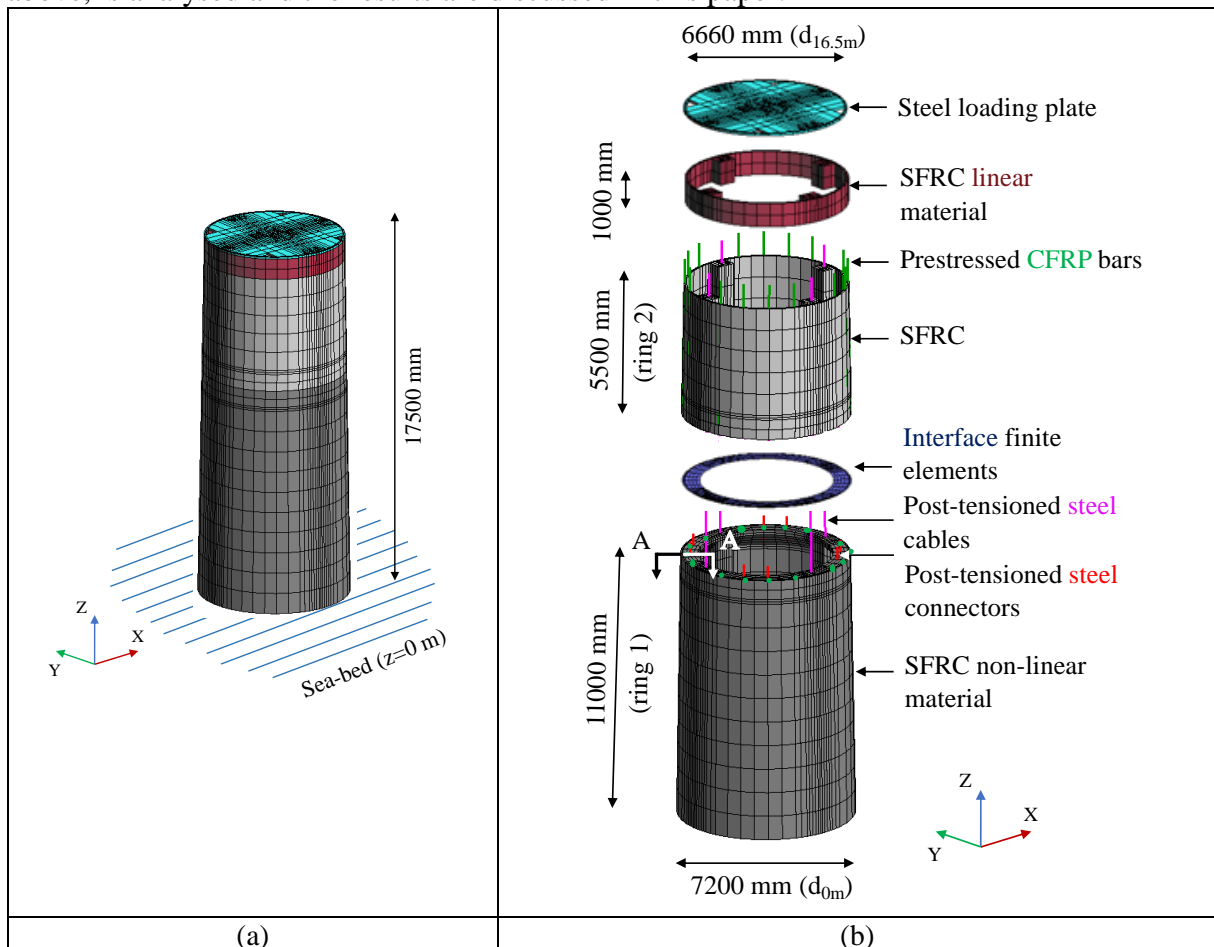 6660 mm (d16.5m)
Steel loading plate
1000 mm
SFRC linear
material
Prestressed CFRP bars
5500 mm
(ring 2)
SFRC
17500 mm
Interface finite
elements
Post-tensioned steel
cables
A
A
Post-tensioned steel
connectors
11000 mm
(ring 1)
SFRC non-linear
material
Z
X
Y
Sea-bed (z=0 m)
Z
X
Y
7200 mm (d0m)
(a)
(b)